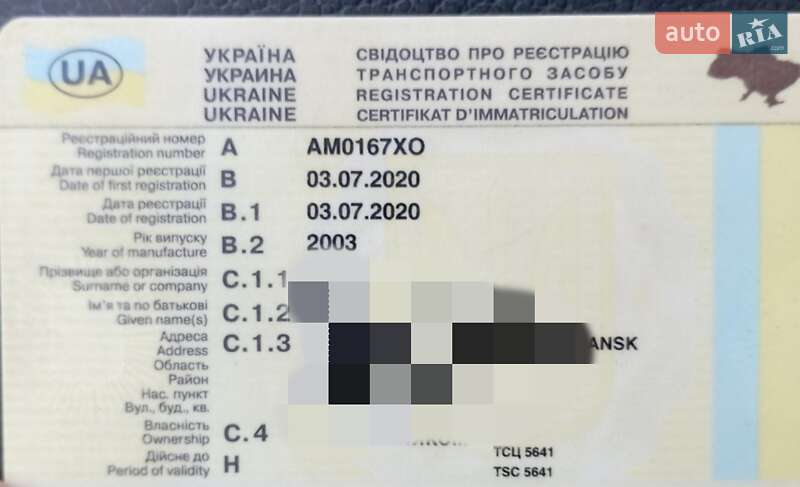 auto RIA .com
UA
УКРАЇНА СВІДОЦТВО ПРО РЕЄСТРАЦІЮ
УКРАИНА ТРАНСПОРТНОГО ЗАСОБУ
UKRAINE REGISTRATION CERTIFICATE
UKRAINE CERTIFIKAT D'IMMATRICULATION
Реєстраційний номер
Registration number A AM0167XO
Дата першої реєстрації
Date of first registration B 03.07.2020
Дата реєстрації
Date of registration B.1 03.07.2020
Рік випуску
Year of manufacture B.2 2003
Прізвище або організація
Surname or company C.1.1
Ім'я та по батькові
Given name(s) C.1.2
Адреса
Address C.1.3 ANSK
Область
Район
Нас. пункт
Вул., буд., кв.
Власність
Ownership C.4
ТСЦ 5641
Дійсне до
Period of validity H
TSC 5641